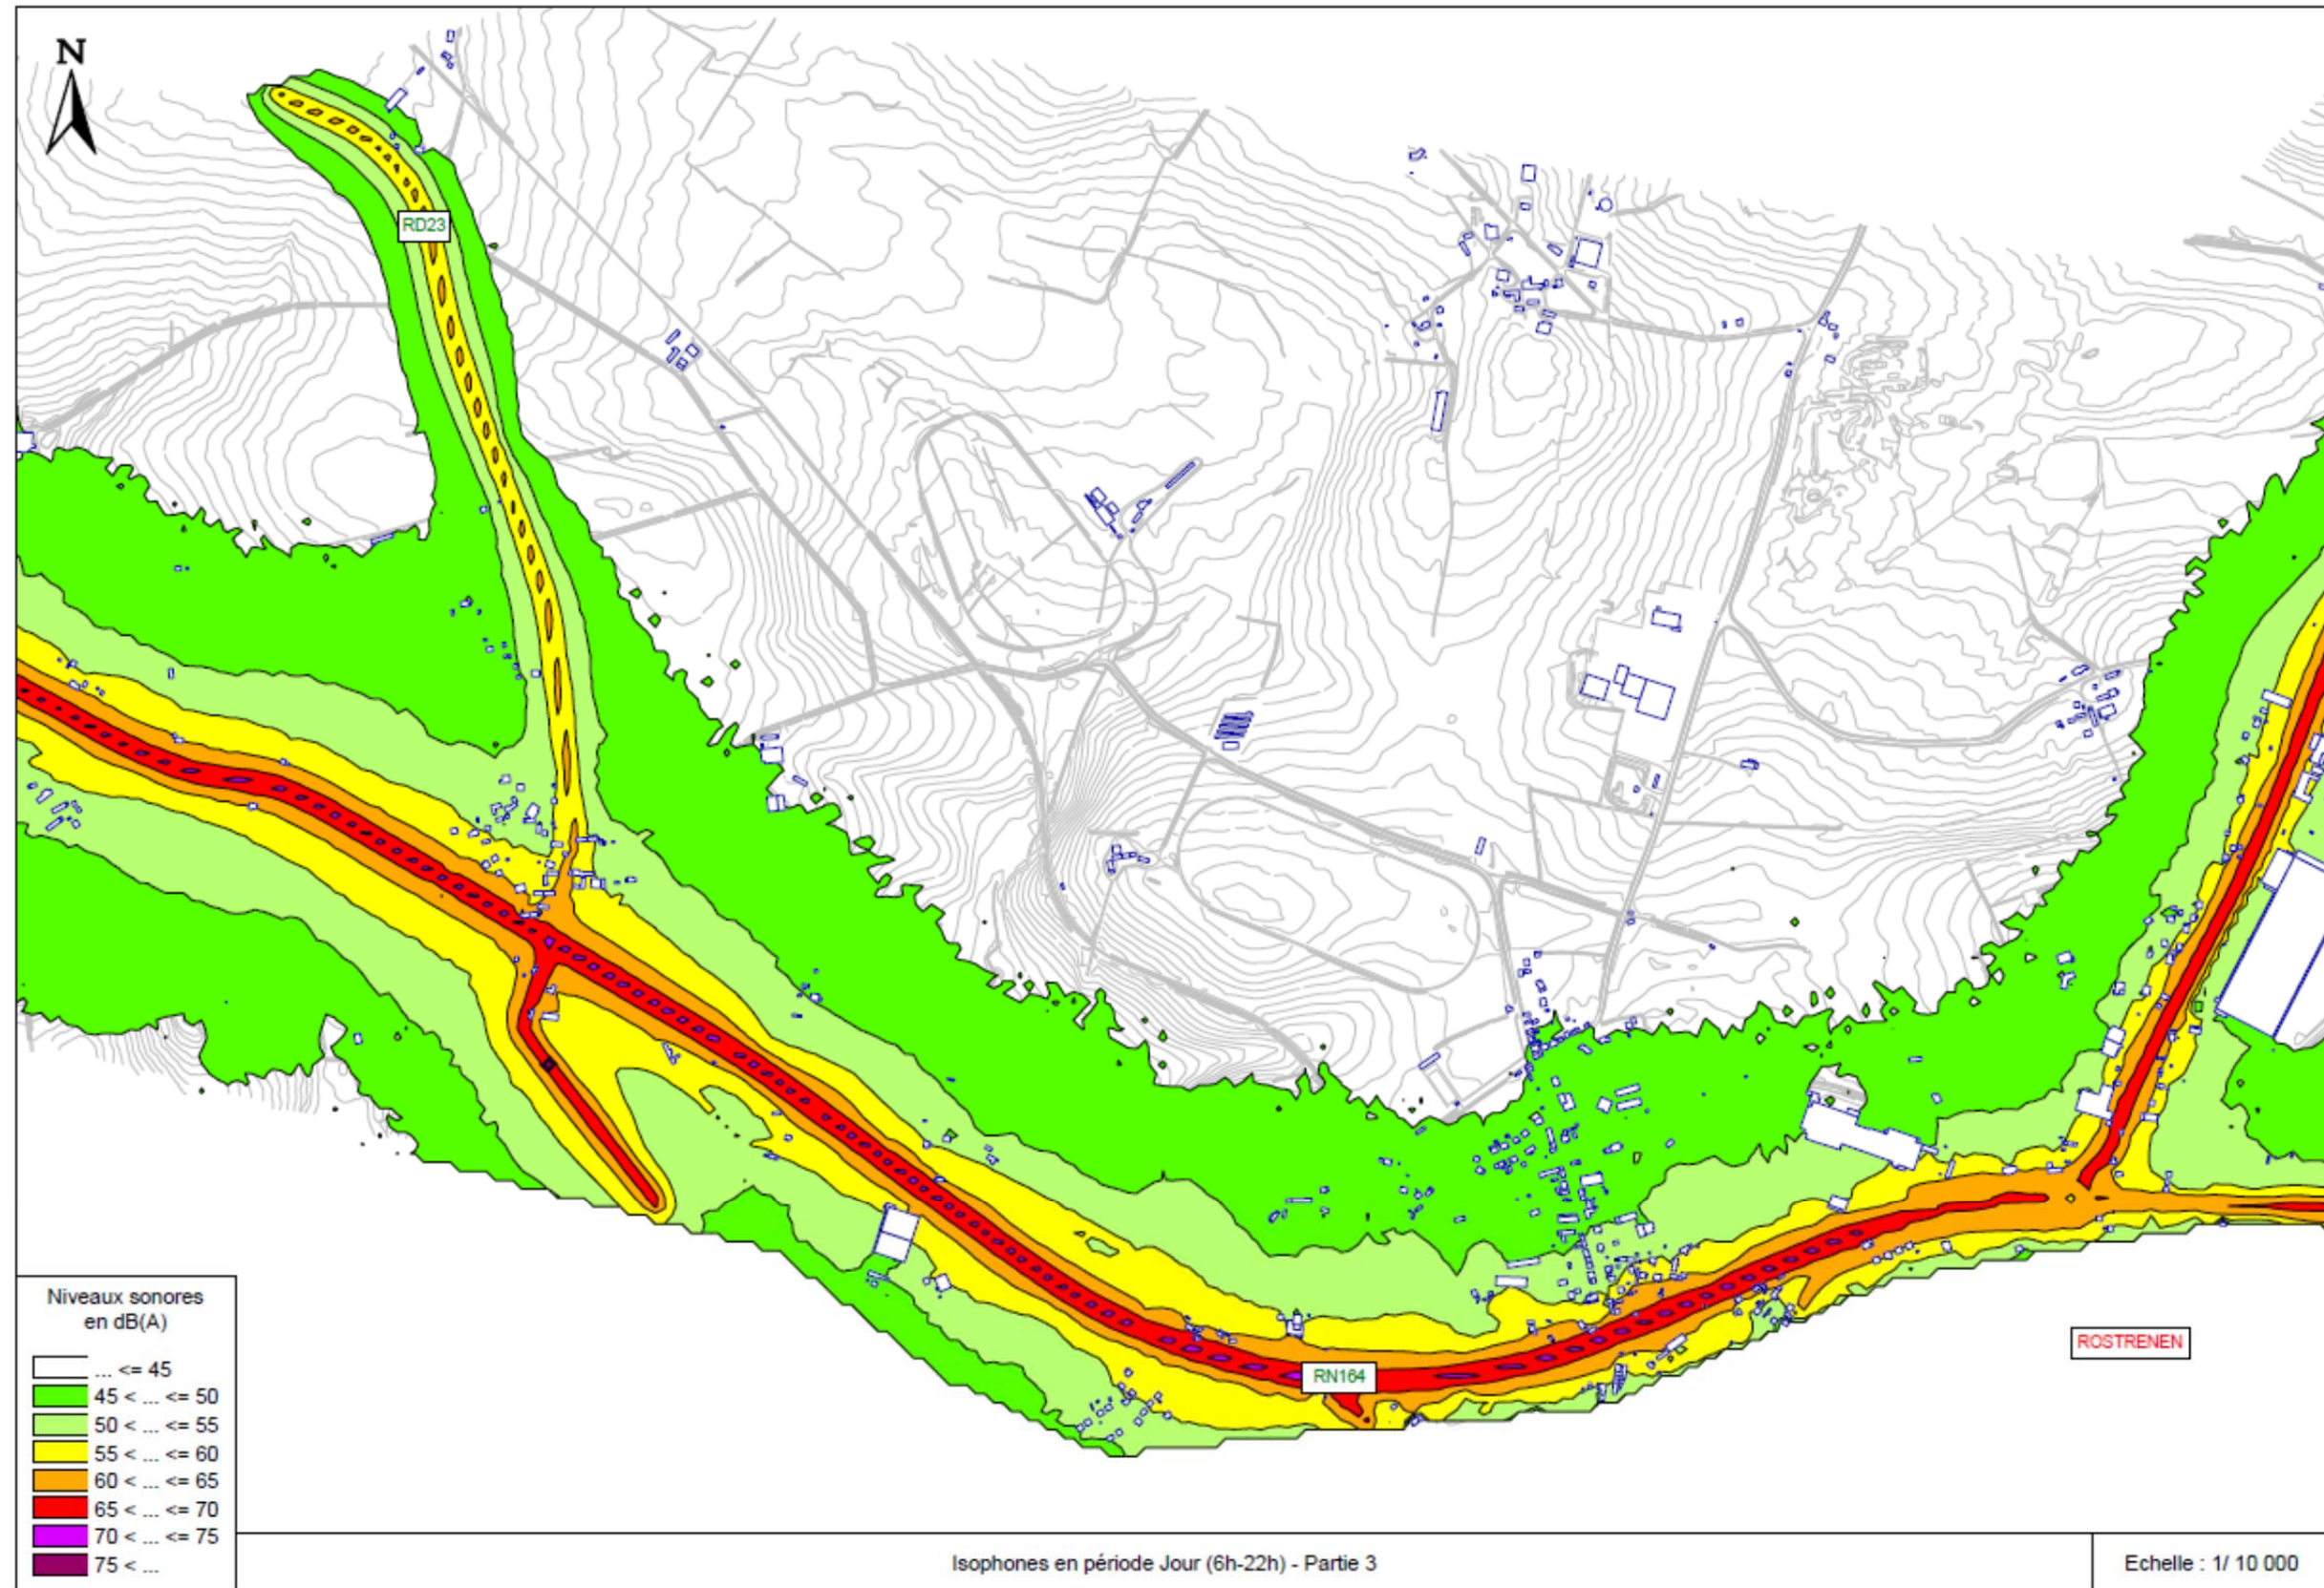 N
RD23
RN164
ROSTRENEN
Niveaux sonores
en dB(A)
... <= 45
45 < ... <= 50
50 < ... <= 55
55 < ... <= 60
60 < ... <= 65
65 < ... <= 70
70 < ... <= 75
75 < ...
Isophones en période Jour (6h-22h) - Partie 3
Echelle : 1/ 10 000